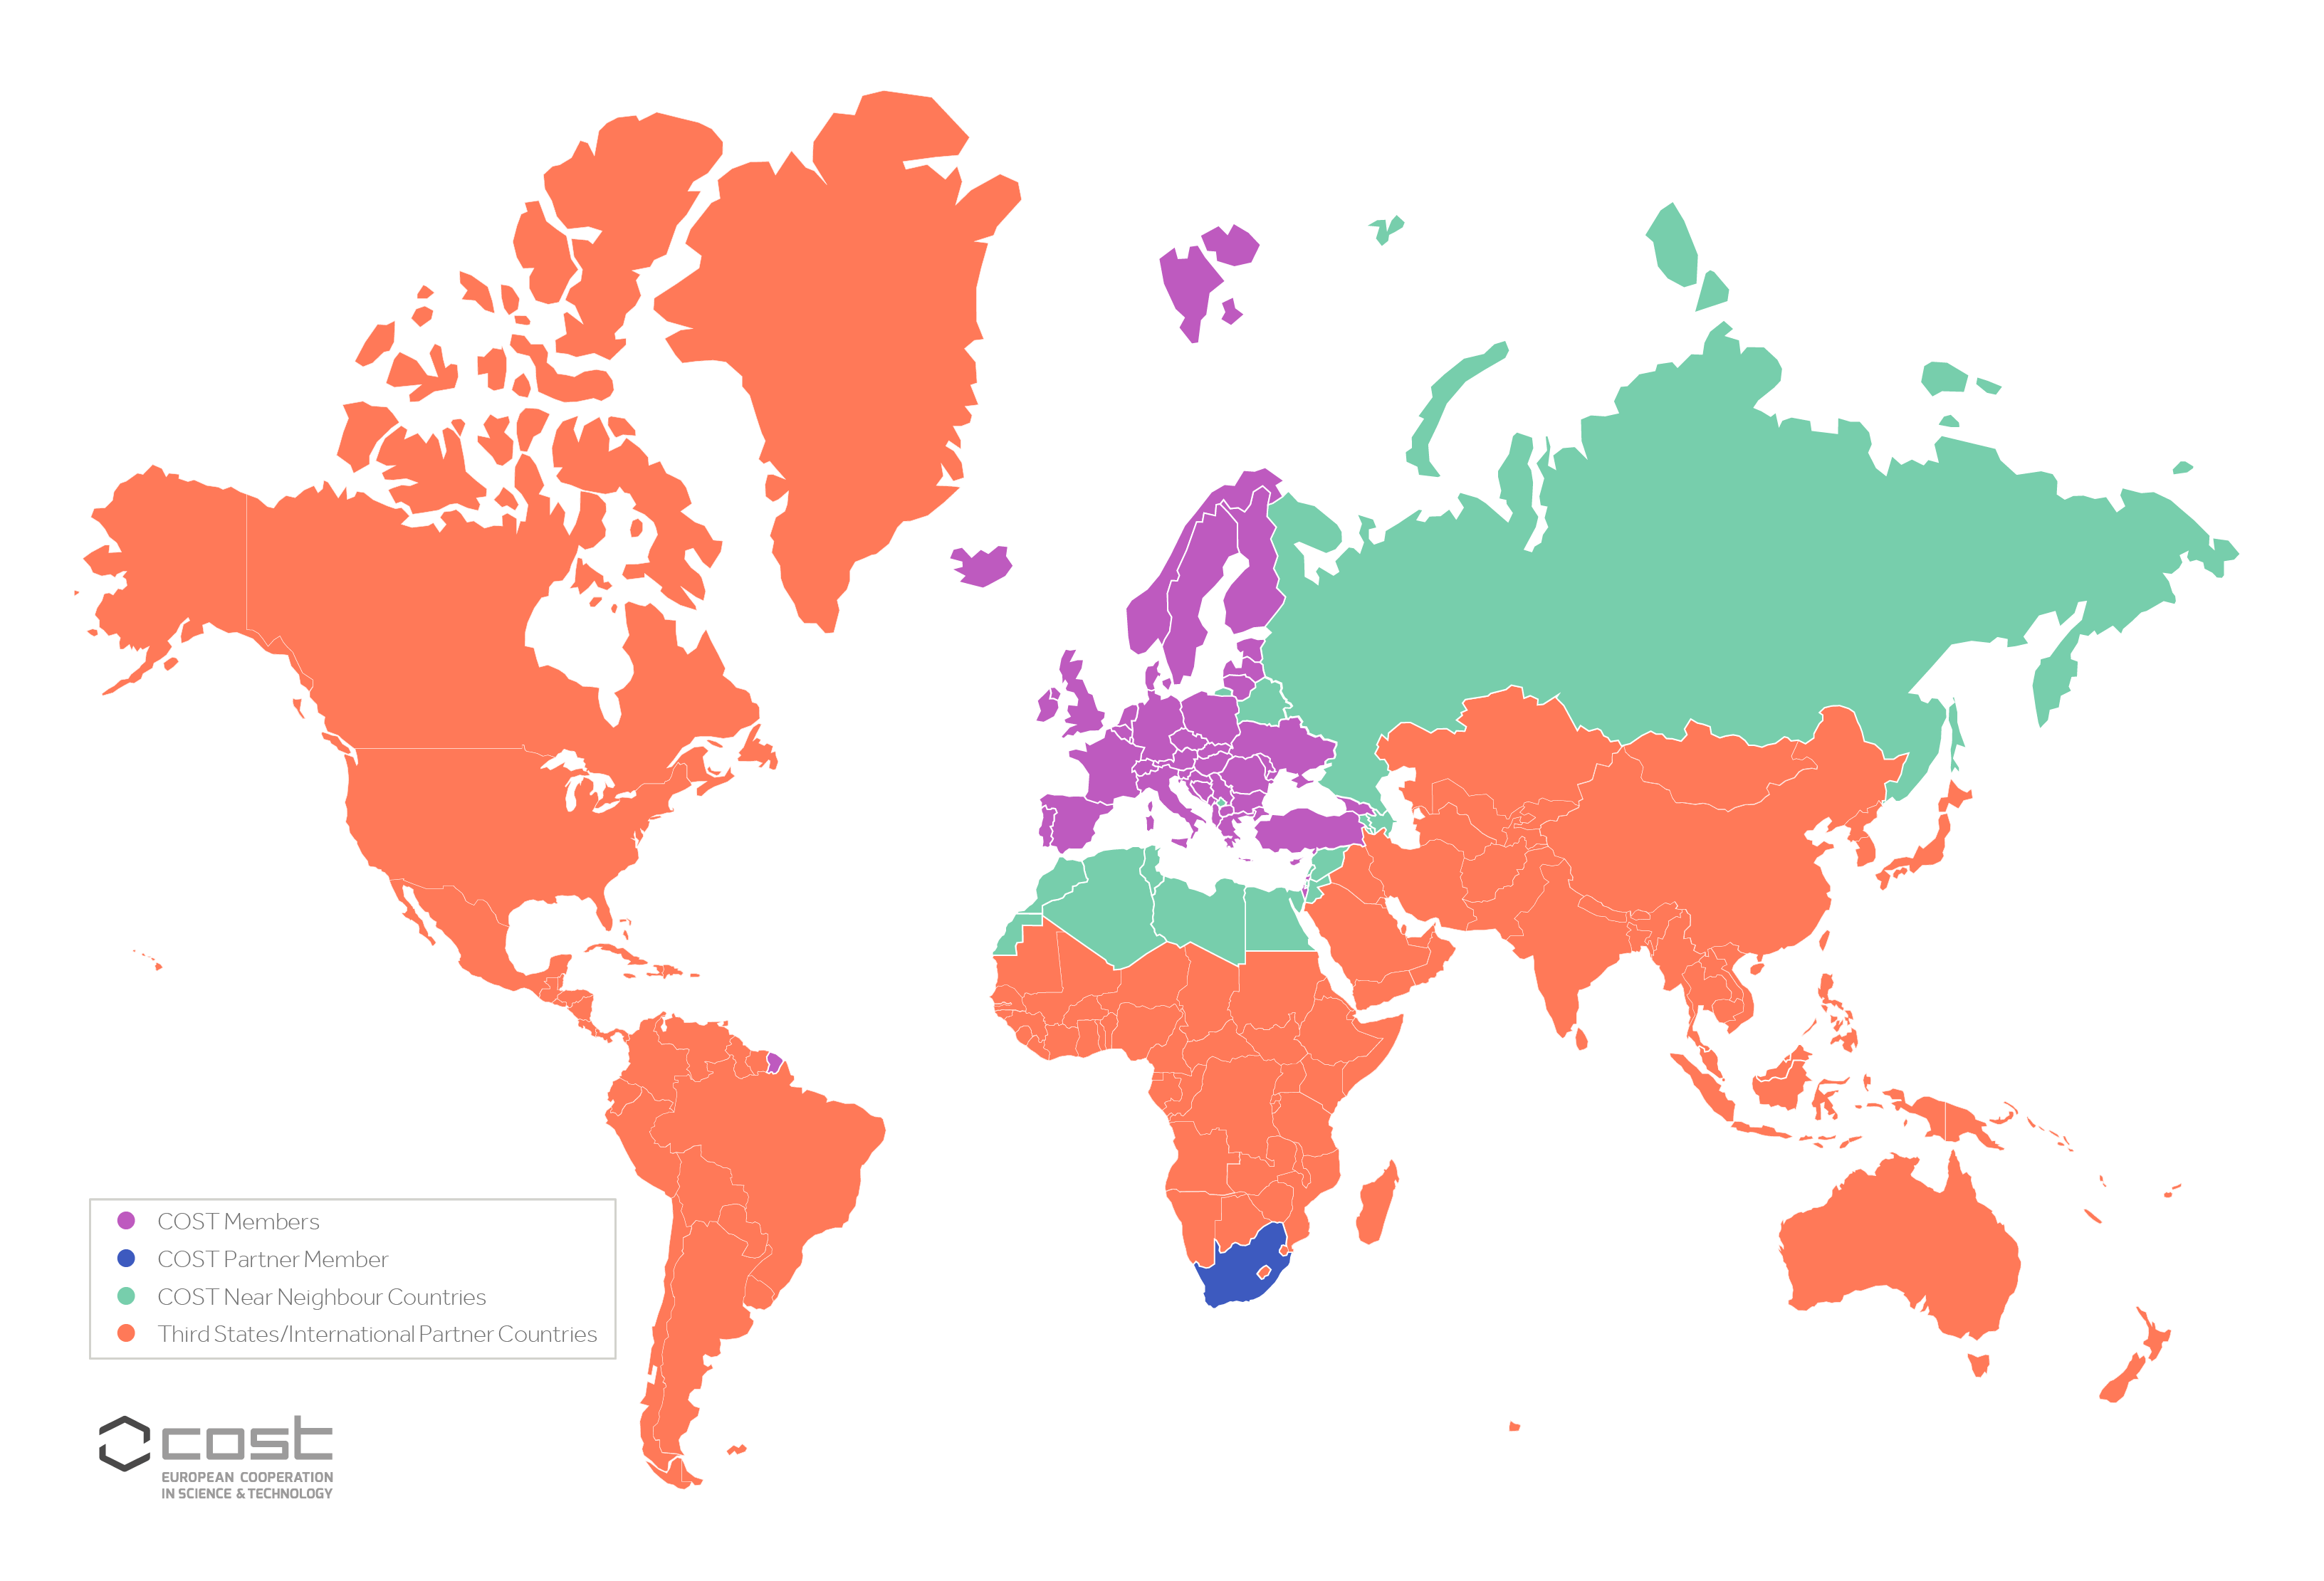 COST Members
COST Partner Member
COST Near Neighbour Countries
Third States/International Partner Countries
cost
EUROPEAN COOPERATION
IN SCIENCE & TECHNOLOGY